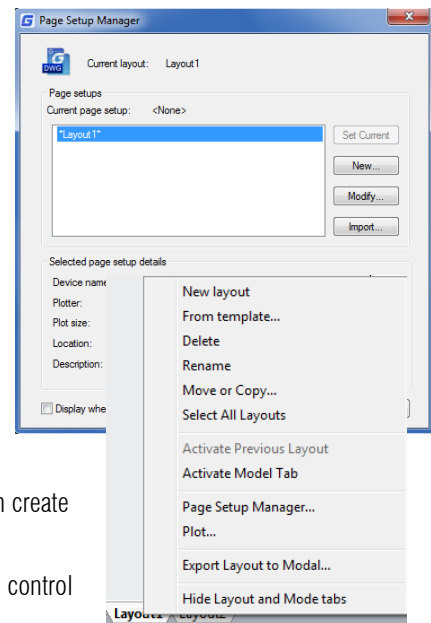 G Page Setup Manager
DWG
Current layout: Layout1
Page setups
Current page setup: <None>
*Layout1*
Set Current
New...
Modify...
Import...
Selected page setup details
Device name
Plotter:
Plot size:
Location:
Description:
Display whe
New layout
From template...
Delete
Rename
Move or Copy...
Select All Layouts
Activate Previous Layout
Activate Model Tab
Page Setup Manager...
Plot...
Export Layout to Modal...
Hide Layout and Mode tabs
Layout1 Layout2
n create
control